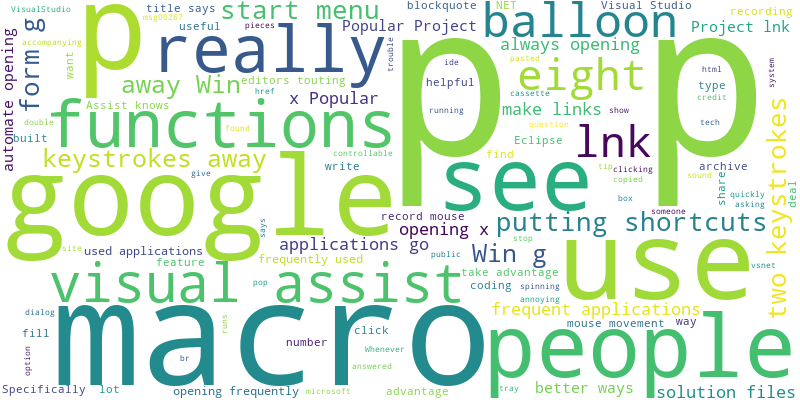 VisualStudio
msg00267
accompanying
pieces
start menu
blockquote
NET
Visual Studio
recording
p
really
Popular Project
balloon
Project lnk
automate opening
form g
useful
want
away Win
editors touting
trouble
ide
pasted
always opening
html
system
href
helpful
eight
type
Assist knows
x Popular
cassette
make links
credit
double
built
functions
found
running
p
p
question
show
tech
lnk
Eclipse
keystrokes away
controllable
write
find
tip
clicking
archive
give
google
see
copied
sound
share
quickly
asking
deal
two keystrokes
box
someone
record mouse
says
opening x
putting shortcuts
site
used applications
applications go
stop
public
Win g
use
feature
frequently used
take advantage
vsnet
visual assist
pop
coding
spinning
annoying
frequent applications
macro
people
dialog
fill
runs
click
mouse movement
way
number
Whenever
option
br
answered
Specifically
lot
opening frequently
microsoft
advantage
tray
better ways
solution files
title says